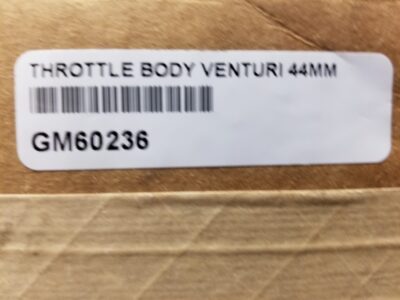 THROTTLE BODY VENTURI 44MM
GM60236